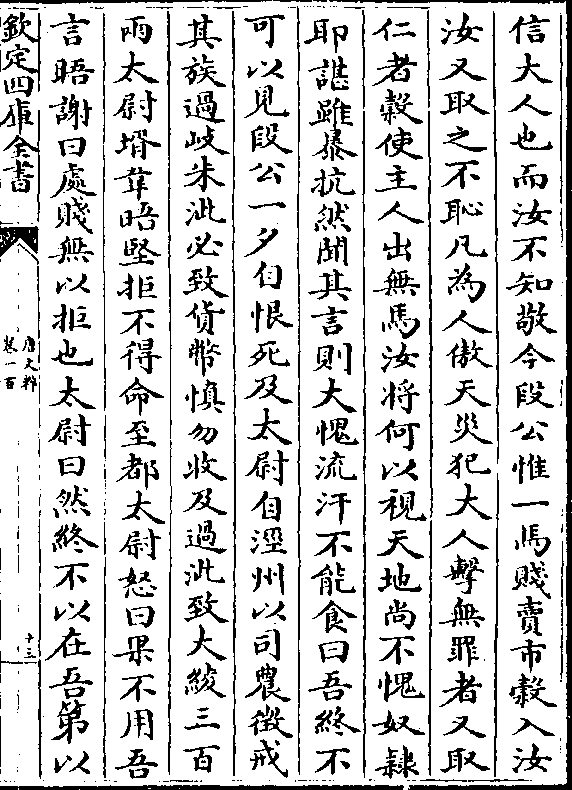 信大人也而汝不知敬今段公惟一馬賤賣市糓入汝
汝又取之不恥凡為人傲天災犯大人擊無罪者又取
仁者糓使主人出無馬汝將何以視天地尚不愧奴隸
耶諶雖暴抗然聞其言則大愧流汗不能食曰吾終不
可以見段公一夕自恨死及太尉自涇州以司農徴戒
其族過岐朱泚必致貨幣慎勿收及過泚致大綾三百
兩太尉壻韋晤堅拒不得命至都太尉怒曰果不用吾
言晤謝曰處賤無以拒也太尉曰然終不以在吾第以
欽定四庫全書
唐文粹
卷一百
十三